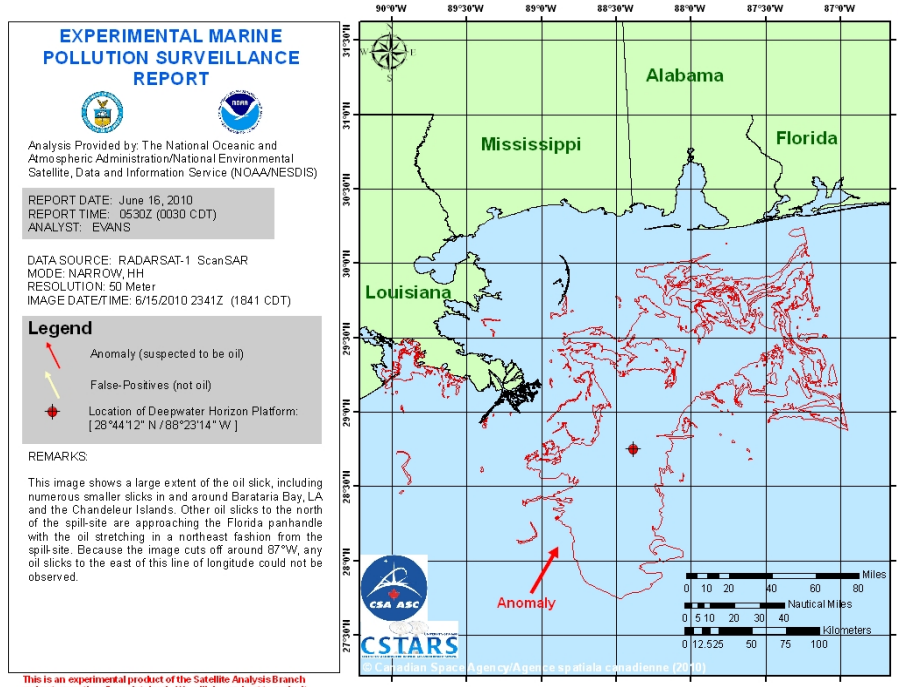 EXPERIMENTAL MARINE
POLLUTION SURVEILLANCE
REPORT
NOAA
Analysis Provided by: The National Oceanic and
Atmospheric Administration/National Environmental
Satellite, Data and Information Service (NOAA/NESDIS)
REPORT DATE: June 16, 2010
REPORT TIME: 0530Z (0030 CDT)
ANALYST: EVANS
DATA SOURCE: RADARSAT-1 ScanSAR
MODE: NARROW, HH
RESOLUTION: 50 Meter
IMAGE DATE/TIME: 6/15/2010 2341Z (1841 CDT)
Legend
Anomaly (suspected to be oil)
False-Positives (not oil)
Location of Deepwater Horizon Platform:
[ 28°44'12" N / 88°23'14" W ]
REMARKS:
This image shows a large extent of the oil slick, including
numerous smaller slicks in and around Barataria Bay, LA
and the Chandeleur Islands. Other oil slicks to the north
of the spill-site are approaching the Florida panhandle
with the oil stretching in a northeast fashion from the
spill-site. Because the image cuts off around 87°W, any
oil slicks to the east of this line of longitude could not be
observed.
This is an experimental product of the Satellite Analysis Branch
90°0'W 89°30'W 89°0'W 88°30'W 88°0'W 87°30'W 87°0'W
31°30'N
31°0'N
30°30'N
30°0'N
29°30'N
29°0'N
28°30'N
28°0'N
27°30'N
N
W E
S
Alabama
Mississippi
Florida
Louisiana
Anomaly
CSA ASC
CSTARS
Miles
0 10 20 40 60 80
Nautical Miles
0 5 10 20 30 40
Kilometers
0 12.525 50 75 100
© Canadian Space Agency/Agence spatiala canadienne (2010)